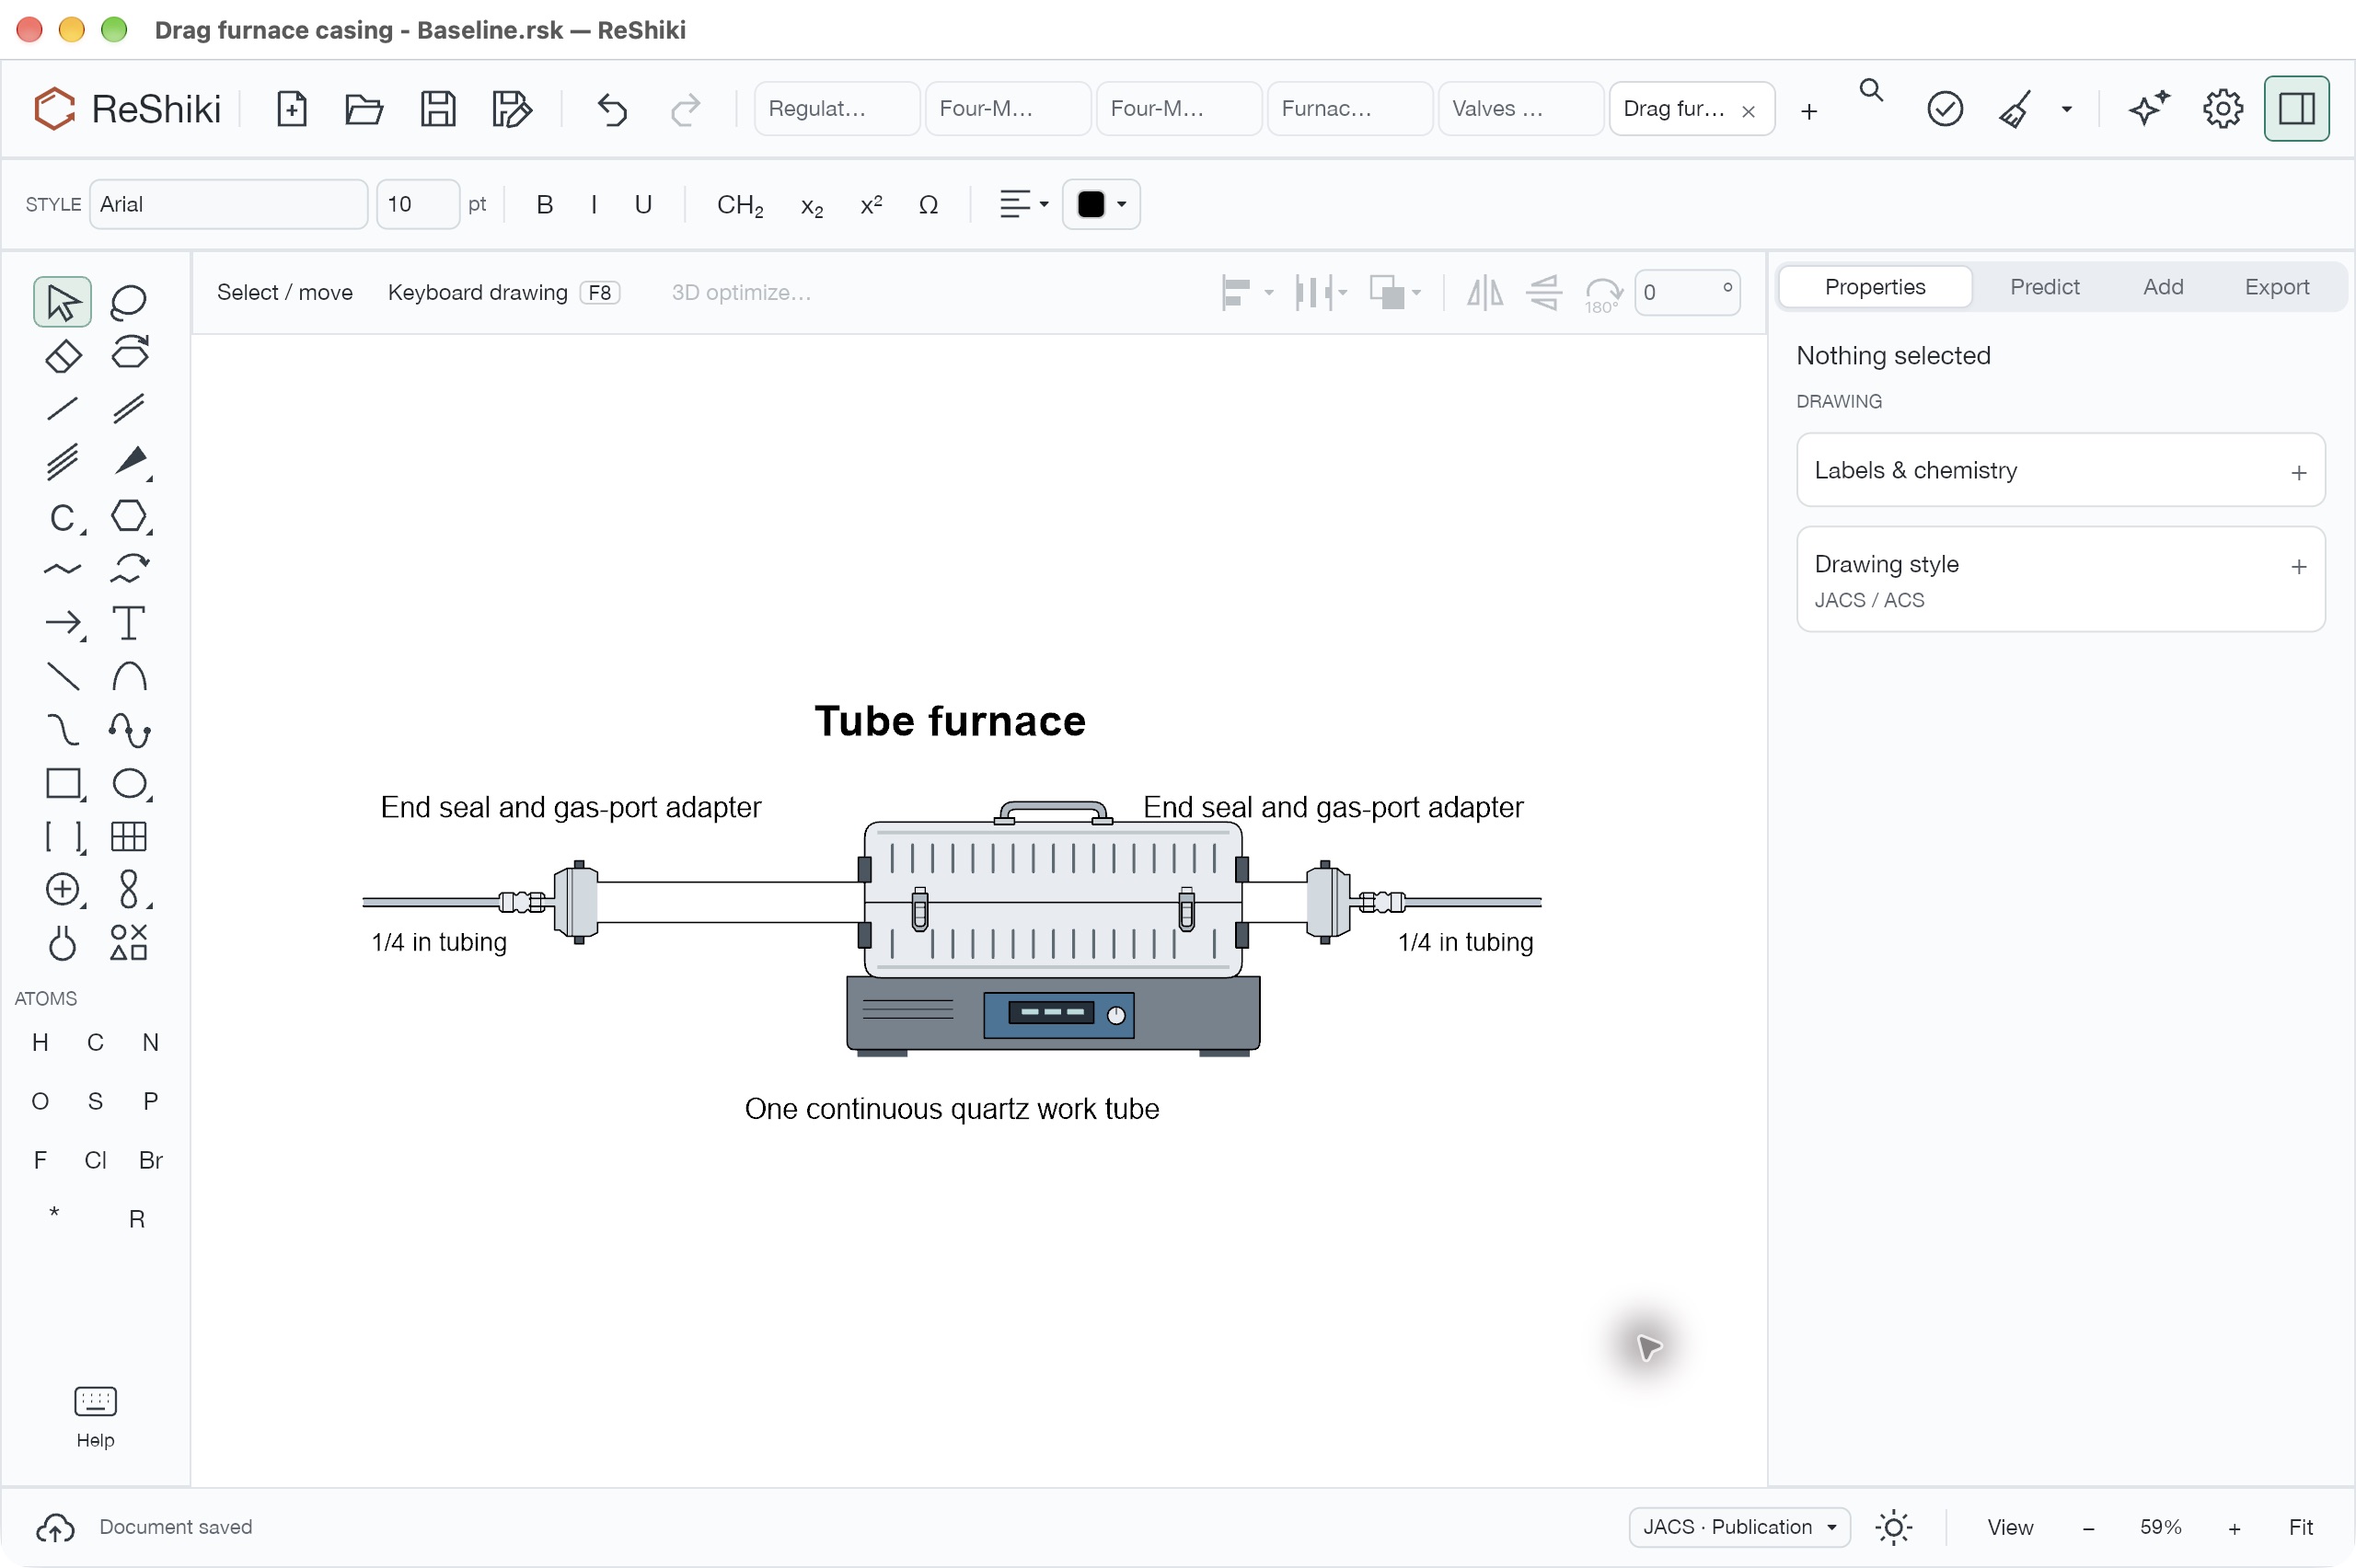 Drag furnace casing - Baseline.rsk — ReShiki
ReShiki
Regulat...
Four-M...
Four-M...
Furnac...
Valves ...
Drag fur...
STYLE
Arial
10
pt
B
I
U
CH₂
x₂
x²
Ω
Select / move
Keyboard drawing
F8
3D optimize...
180°
0
°
Properties
Predict
Add
Export
Nothing selected
DRAWING
Labels & chemistry
Drawing style
JACS / ACS
C
T
ATOMS
H C N
O S P
F Cl Br
* R
Help
Tube furnace
End seal and gas-port adapter
End seal and gas-port adapter
1/4 in tubing
1/4 in tubing
One continuous quartz work tube
Document saved
JACS · Publication
View
−
59%
+
Fit